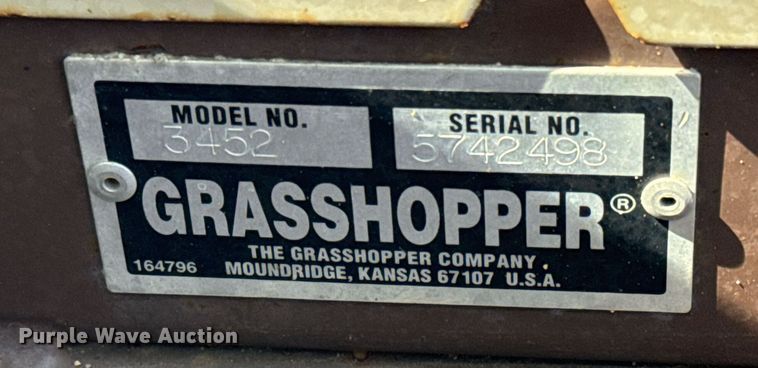 MODEL NO. SERIAL NO.
3452 5742498
GRASSHOPPER®
THE GRASSHOPPER COMPANY.
164796 MOUNDRIDGE, KANSAS 67107 U.S.A.
Purple Wave Auction